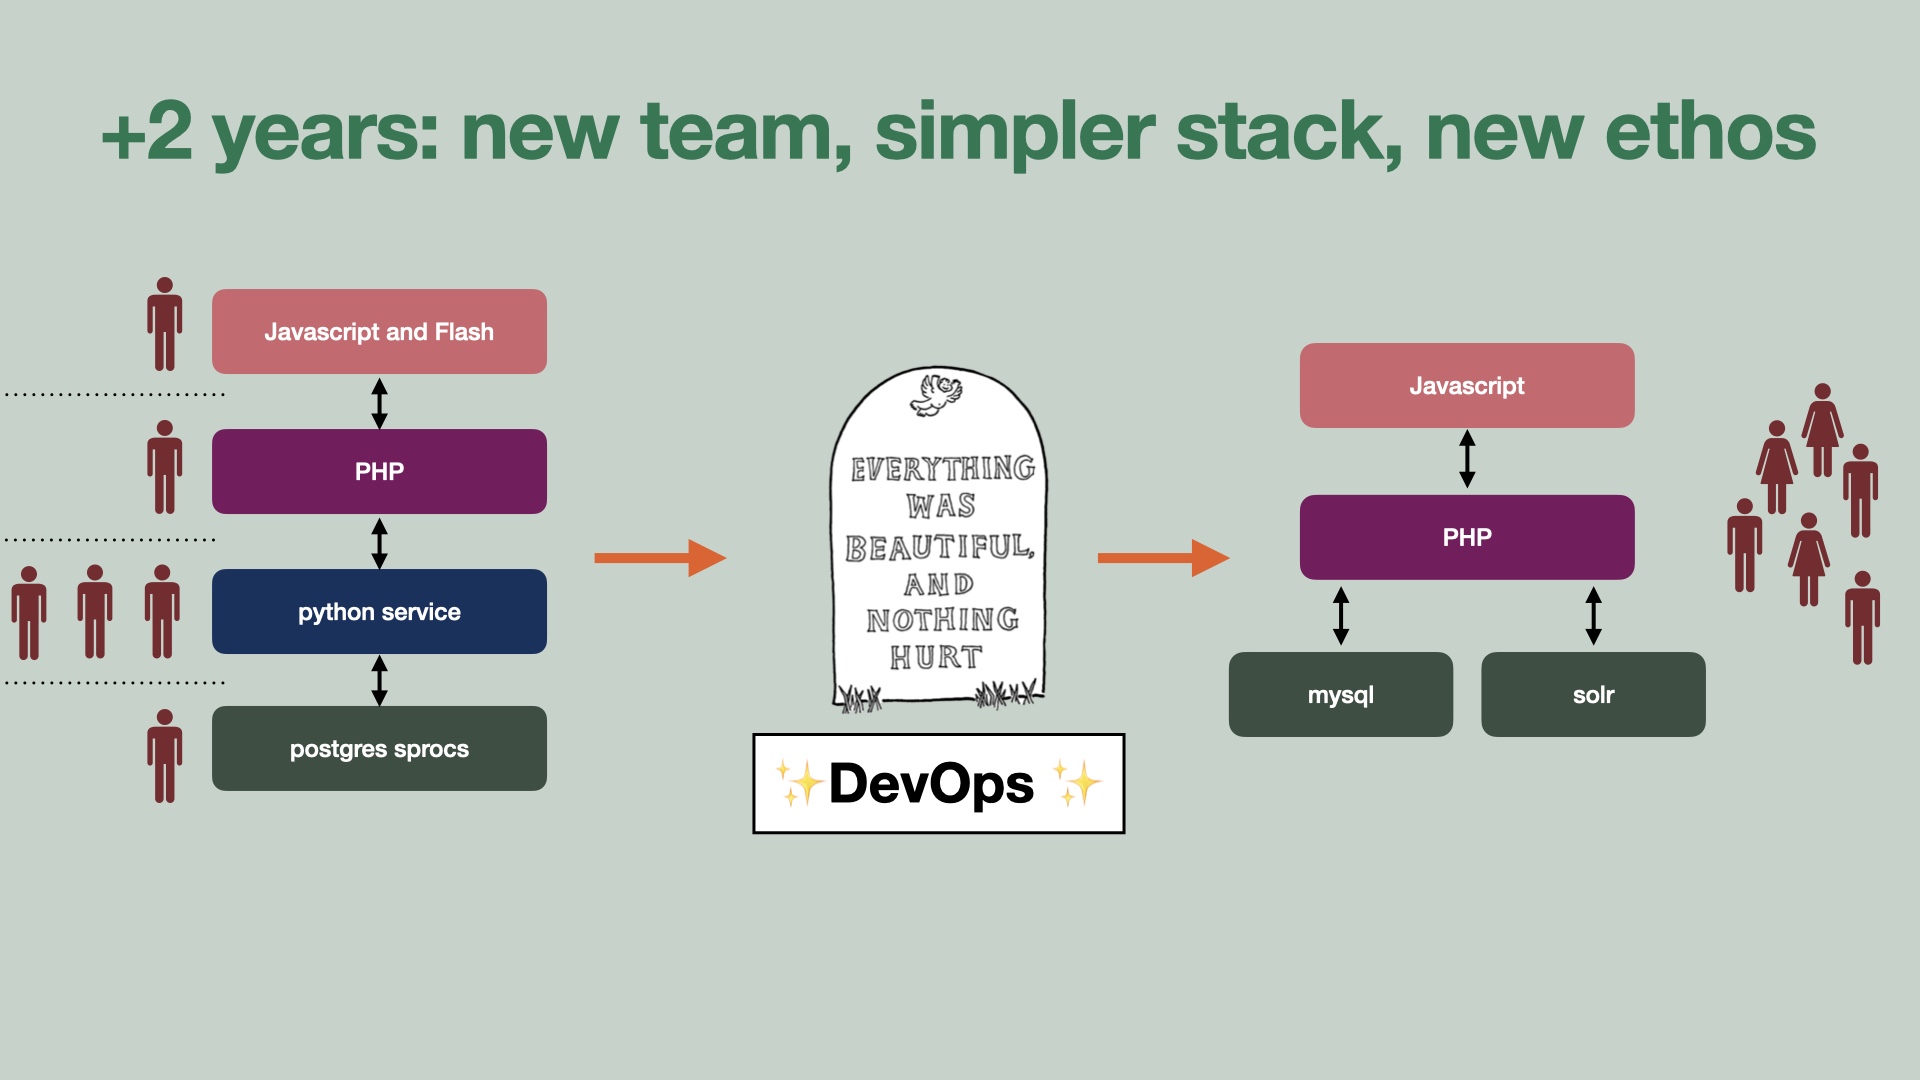 +2 years: new team, simpler stack, new ethos
Javascript and Flash
PHP
python service
postgres sprocs
EVERYTHING
WAS
BEAUTIFUL,
AND
NOTHING
HURT
✨DevOps ✨
Javascript
PHP
mysql
solr